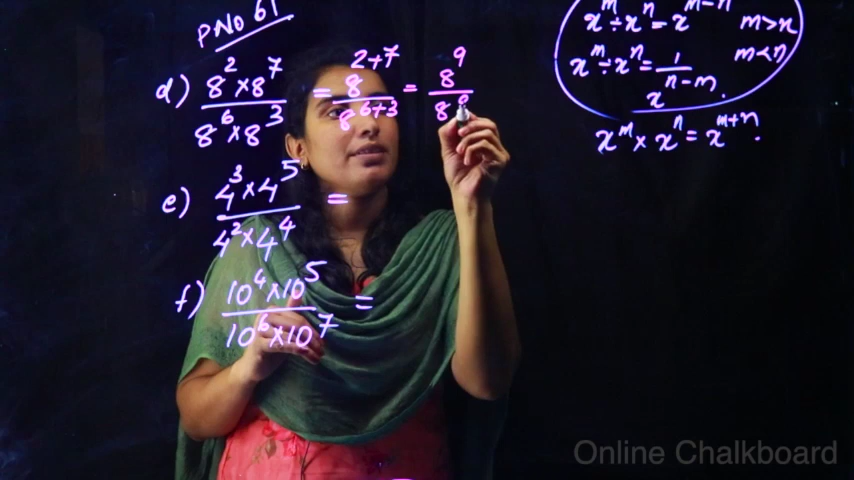 P.NO 61
x^m ÷ x^n = x^(m-n) m>n
x^m ÷ x^n = 1/x^(n-m). m<n
x^m × x^n = x^(m+n).
d) (8^2 × 8^7)/(8^6 × 8^3) = 8^(2+7)/8^(6+3) = 8^9/8^9
e) (4^3 × 4^5)/(4^2 × 4^4) =
f) (10^4 × 10^5)/(10^6 × 10^7) =
Online Chalkboard